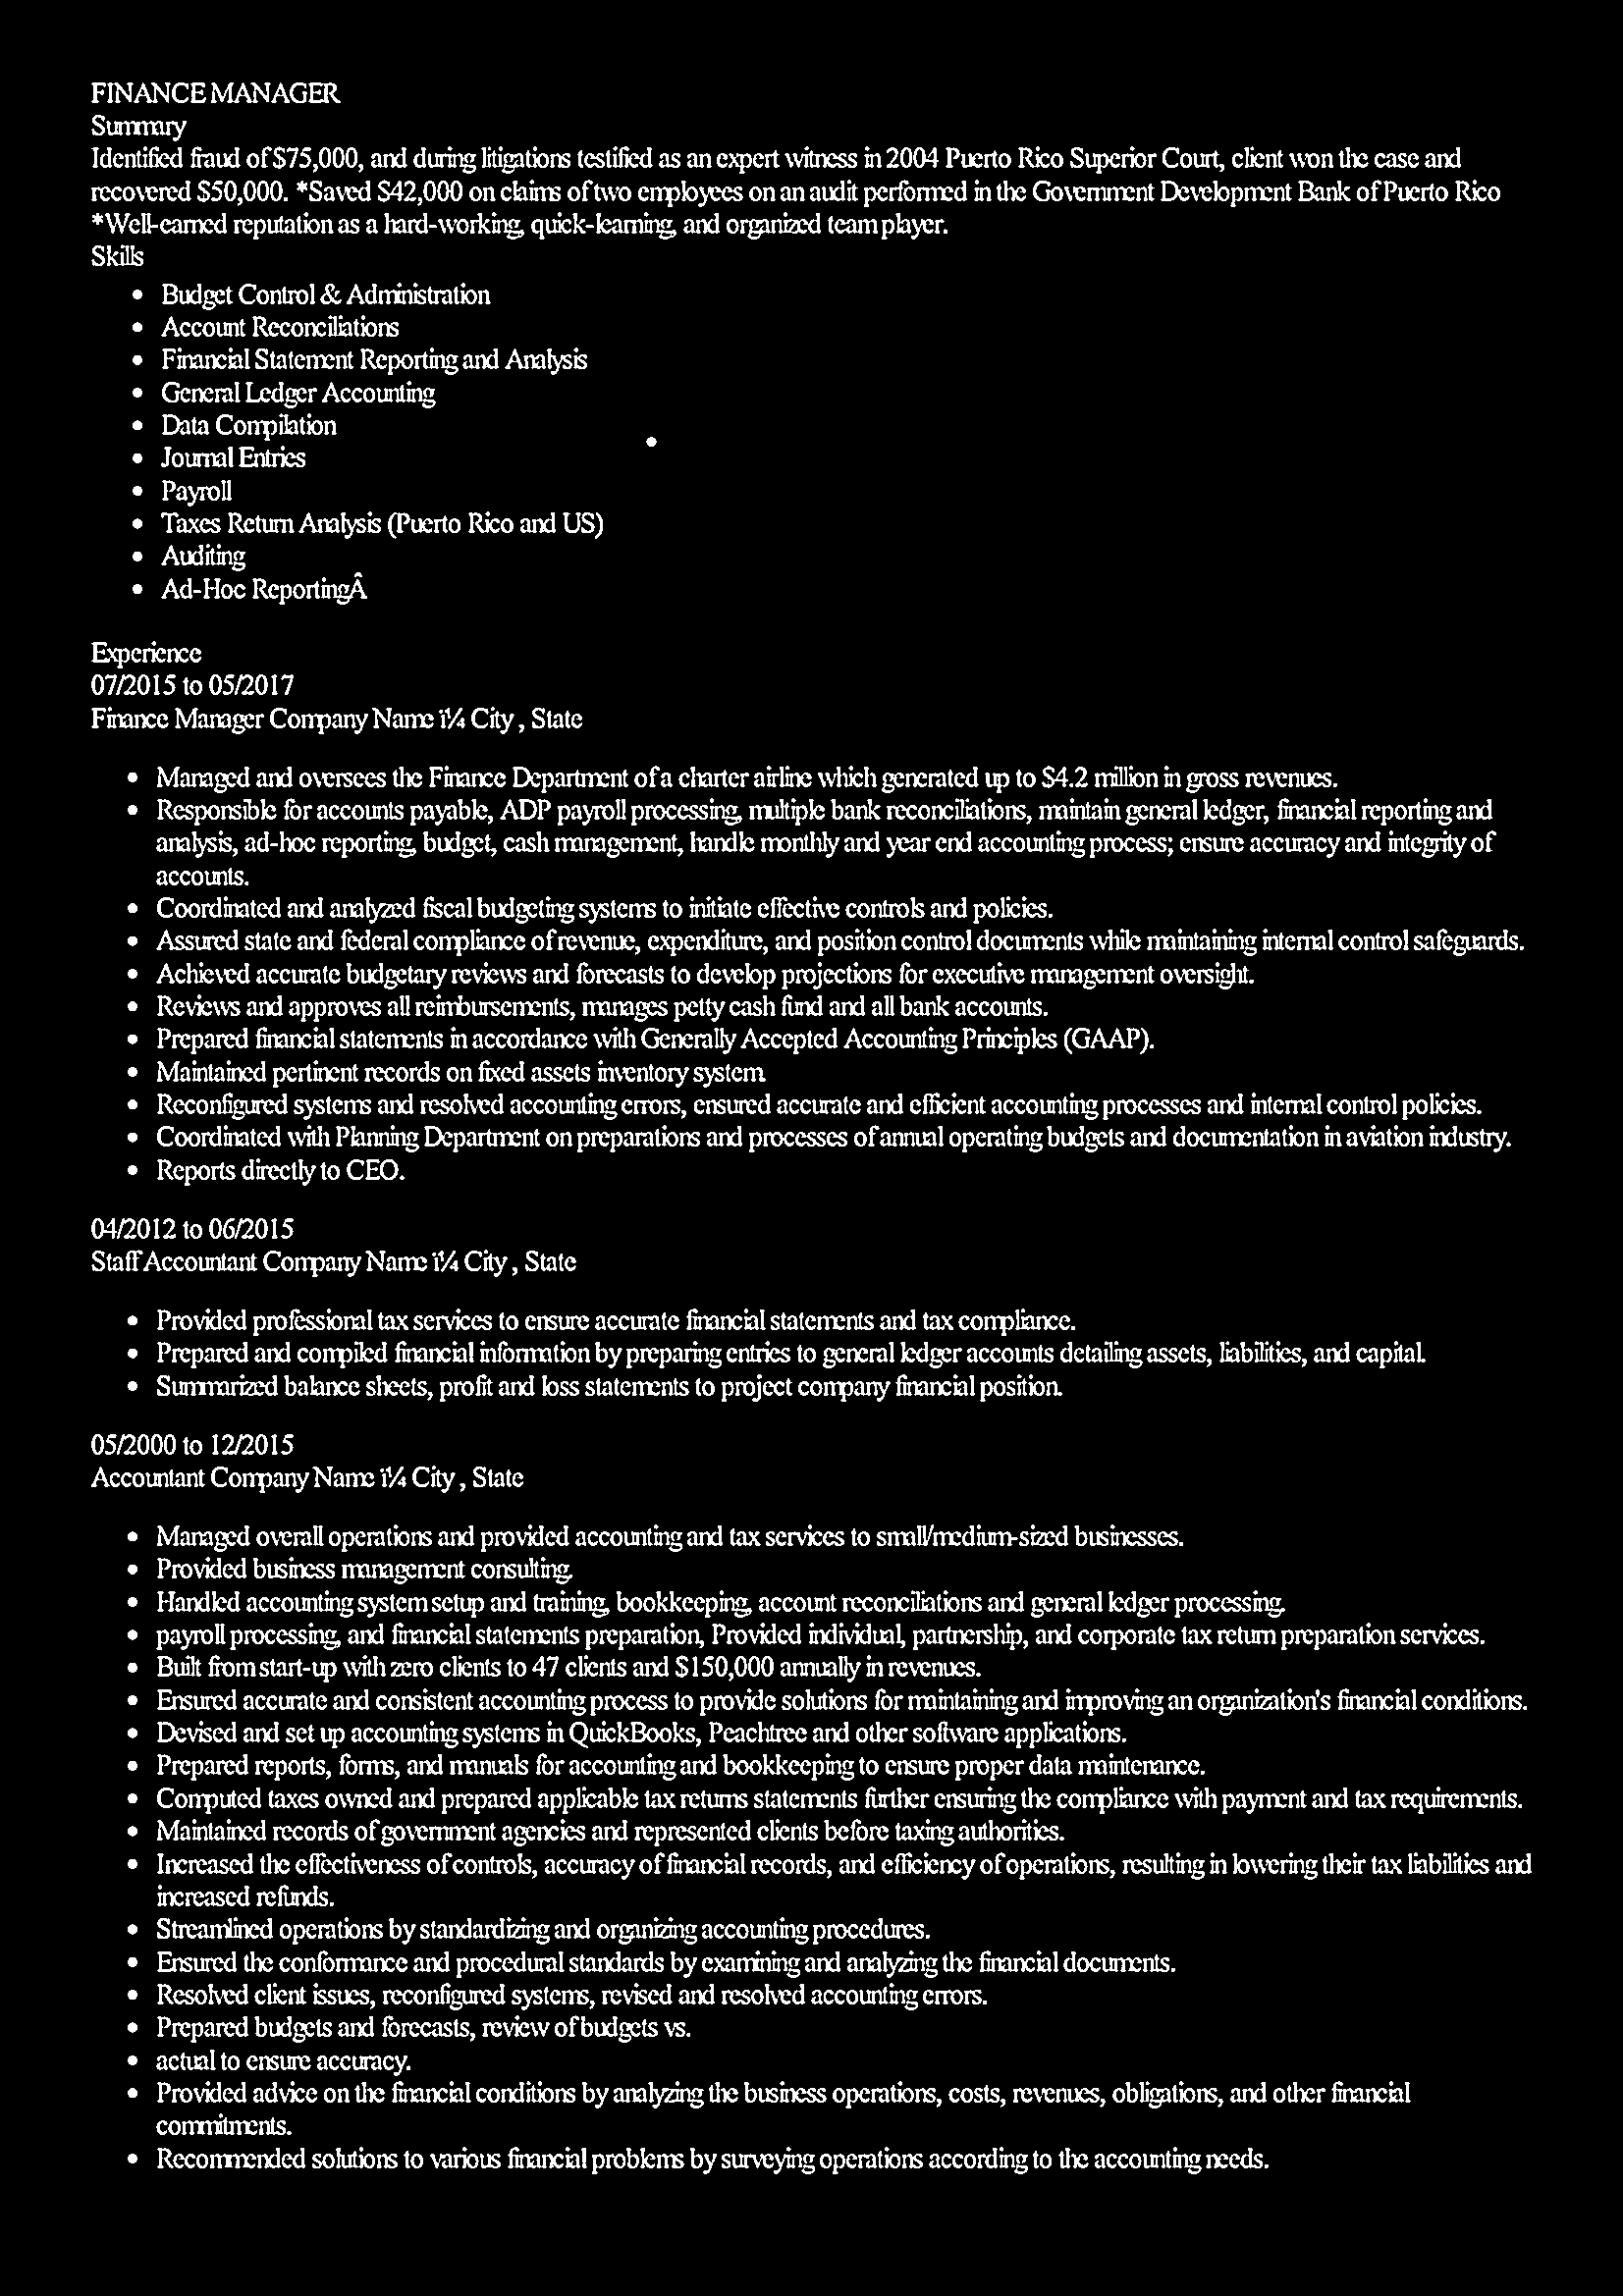 FINANCE MANAGER
Summary
Identified fraud of $75,000, and during litigations testified as an expert witness in 2004 Puerto Rico Superior Court, client won the case and
recovered $50,000. *Saved $42,000 on claims of two employees on an audit performed in the Government Development Bank of Puerto Rico
*Well-earned reputation as a hard-working, quick-learning, and organized team player.
Skills
• Budget Control & Administration
• Account Reconciliations
• Financial Statement Reporting and Analysis
• General Ledger Accounting
• Data Compilation
•
• Journal Entries
• Payroll
• Taxes Return Analysis (Puerto Rico and US)
• Auditing
• Ad-Hoc ReportingÂ
Experience
07/2015 to 05/2017
Finance Manager Company Name ï¼ City , State
• Managed and oversees the Finance Department of a charter airline which generated up to $4.2 million in gross revenues.
• Responsible for accounts payable, ADP payroll processing, multiple bank reconciliations, maintain general ledger, financial reporting and
analysis, ad-hoc reporting, budget, cash management, handle monthly and year end accounting process; ensure accuracy and integrity of
accounts.
• Coordinated and analyzed fiscal budgeting systems to initiate effective controls and policies.
• Assured state and federal compliance of revenue, expenditure, and position control documents while maintaining internal control safeguards.
• Achieved accurate budgetary reviews and forecasts to develop projections for executive management oversight.
• Reviews and approves all reimbursements, manages petty cash fund and all bank accounts.
• Prepared financial statements in accordance with Generally Accepted Accounting Principles (GAAP).
• Maintained pertinent records on fixed assets inventory system.
• Reconfigured systems and resolved accounting errors, ensured accurate and efficient accounting processes and internal control policies.
• Coordinated with Planning Department on preparations and processes of annual operating budgets and documentation in aviation industry.
• Reports directly to CEO.
04/2012 to 06/2015
Staff Accountant Company Name ï¼ City , State
• Provided professional tax services to ensure accurate financial statements and tax compliance.
• Prepared and compiled financial information by preparing entries to general ledger accounts detailing assets, liabilities, and capital.
• Summarized balance sheets, profit and loss statements to project company financial position.
05/2000 to 12/2015
Accountant Company Name ï¼ City , State
• Managed overall operations and provided accounting and tax services to small/medium-sized businesses.
• Provided business management consulting.
• Handled accounting system setup and training, bookkeeping, account reconciliations and general ledger processing.
• payroll processing, and financial statements preparation, Provided individual, partnership, and corporate tax return preparation services.
• Built from start-up with zero clients to 47 clients and $150,000 annually in revenues.
• Ensured accurate and consistent accounting process to provide solutions for maintaining and improving an organization's financial conditions.
• Devised and set up accounting systems in QuickBooks, Peachtree and other software applications.
• Prepared reports, forms, and manuals for accounting and bookkeeping to ensure proper data maintenance.
• Computed taxes owned and prepared applicable tax returns statements further ensuring the compliance with payment and tax requirements.
• Maintained records of government agencies and represented clients before taxing authorities.
• Increased the effectiveness of controls, accuracy of financial records, and efficiency of operations, resulting in lowering their tax liabilities and
increased refunds.
• Streamlined operations by standardizing and organizing accounting procedures.
• Ensured the conformance and procedural standards by examining and analyzing the financial documents.
• Resolved client issues, reconfigured systems, revised and resolved accounting errors.
• Prepared budgets and forecasts, review of budgets vs.
• actual to ensure accuracy.
• Provided advice on the financial conditions by analyzing the business operations, costs, revenues, obligations, and other financial
commitments.
• Recommended solutions to various financial problems by surveying operations according to the accounting needs.